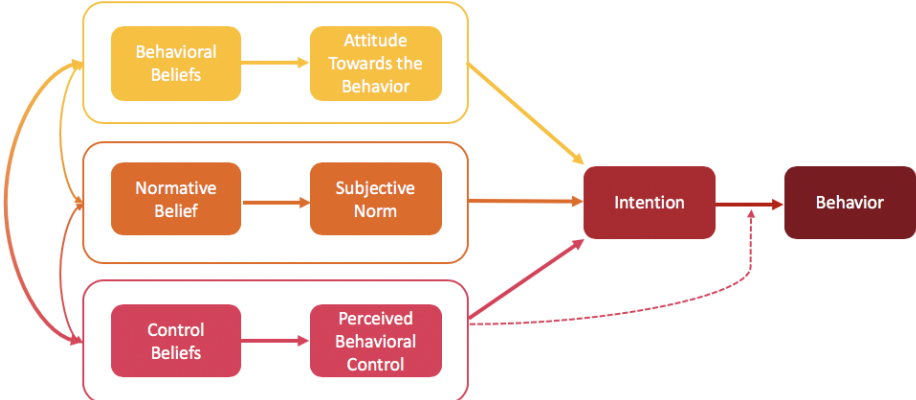 Behavioral
Beliefs
Attitude
Towards the
Behavior
Normative
Belief
Subjective
Norm
Intention
Behavior
Control
Beliefs
Perceived
Behavioral
Control